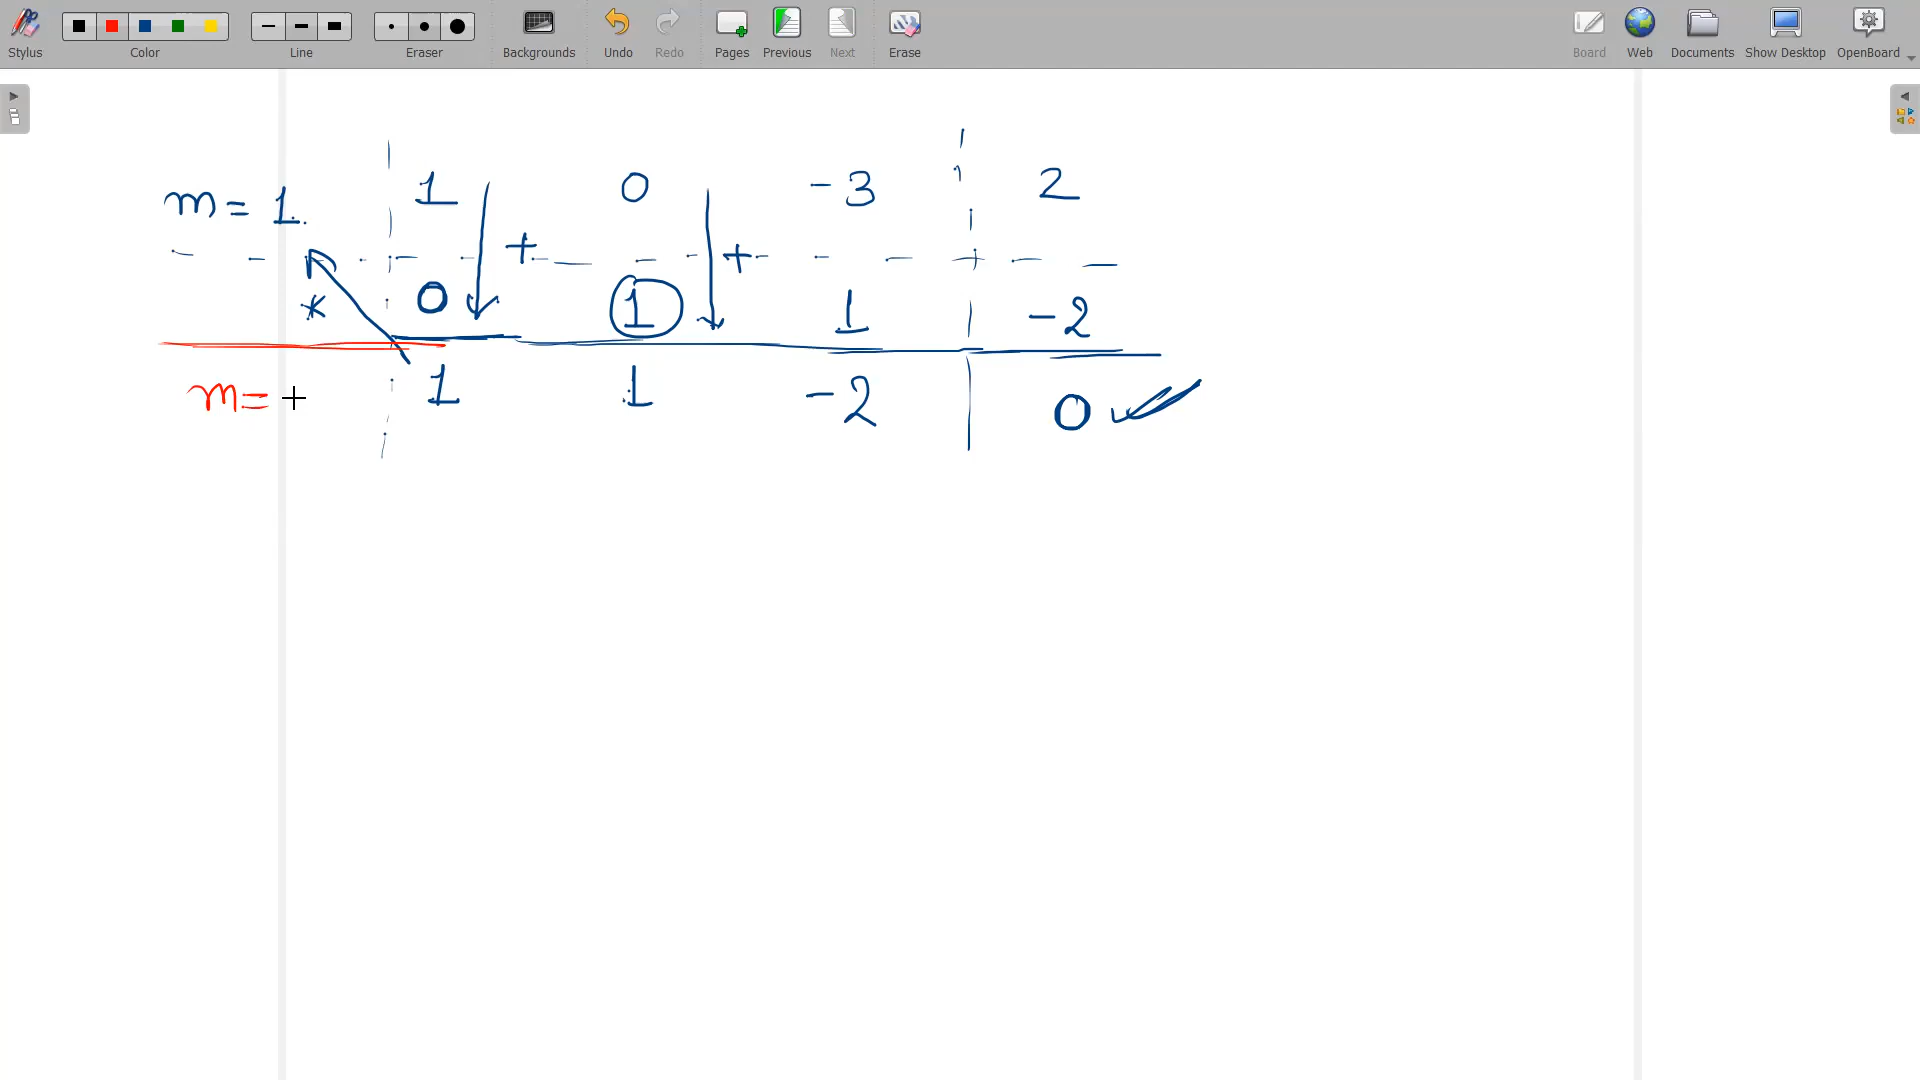 Stylus Color Line Eraser Backgrounds Undo Redo Pages Previous Next Erase Board Web Documents Show Desktop OpenBoard
m = 1. 1 0 -3 2
+ +
* 0 1 1 -2
m = 1 1 -2 0